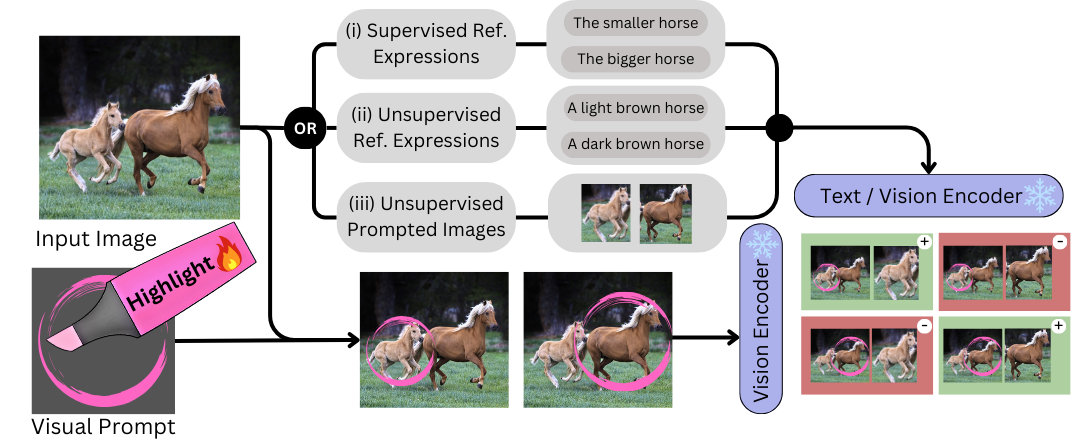 (i) Supervised Ref.
Expressions
The smaller horse
The bigger horse
OR
(ii) Unsupervised
Ref. Expressions
A light brown horse
A dark brown horse
(iii) Unsupervised
Prompted Images
Text / Vision Encoder
Input Image
Highlight
Visual Prompt
Vision Encoder
+
-
-
+